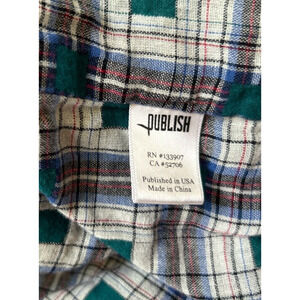 PUBLISH
RN #133907
CA #52706
Published in USA
Made in China